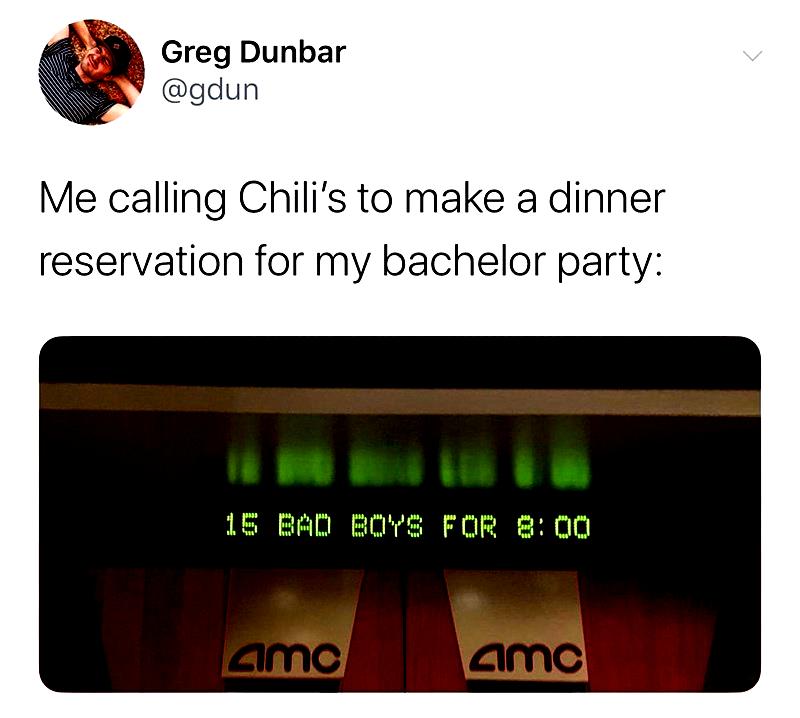 Greg Dunbar
@gdun
Me calling Chili's to make a dinner
reservation for my bachelor party:
15 BAD BOYS FOR 8:00
amc amc